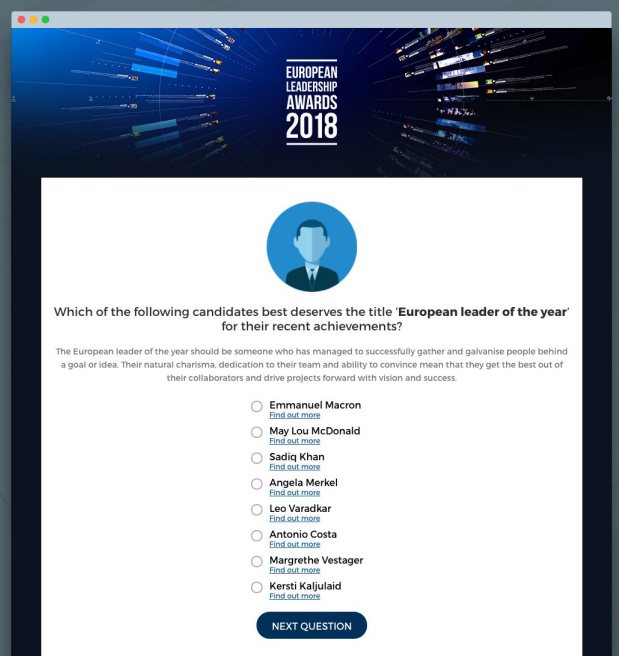 EUROPEAN
LEADERSHIP
AWARDS
2018
Which of the following candidates best deserves the title ‘European leader of the year’
for their recent achievements?
The European leader of the year should be someone who has managed to successfully gather and galvanise people behind
a goal or idea. Their natural charisma, dedication to their team and ability to convince mean that they get the best out of
their collaborators and drive projects forward with vision and success.
Emmanuel Macron
Find out more
May Lou McDonald
Find out more
Sadiq Khan
Find out more
Angela Merkel
Find out more
Leo Varadkar
Find out more
Antonio Costa
Find out more
Margrethe Vestager
Find out more
Kersti Kaljulaid
Find out more
NEXT QUESTION